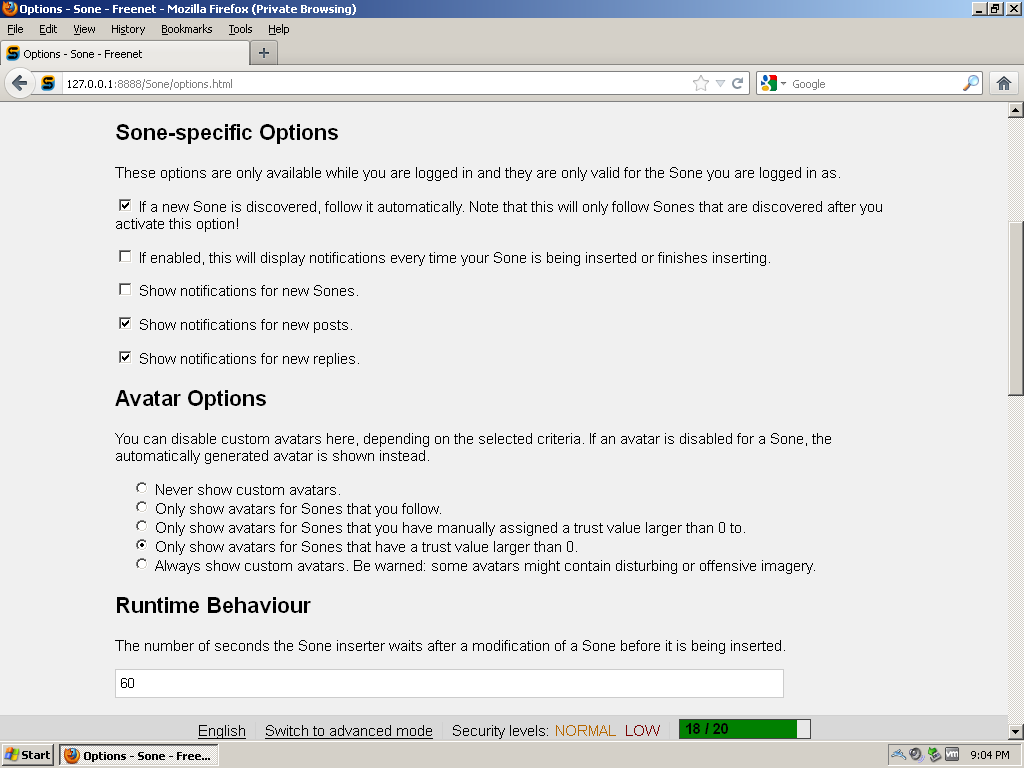 Options - Sone - Freenet - Mozilla Firefox (Private Browsing)
File Edit View History Bookmarks Tools Help
Options - Sone - Freenet
127.0.0.1:8888/Sone/options.html
Google
Sone-specific Options
These options are only available while you are logged in and they are only valid for the Sone you are logged in as.
If a new Sone is discovered, follow it automatically. Note that this will only follow Sones that are discovered after you
activate this option!
If enabled, this will display notifications every time your Sone is being inserted or finishes inserting.
Show notifications for new Sones.
Show notifications for new posts.
Show notifications for new replies.
Avatar Options
You can disable custom avatars here, depending on the selected criteria. If an avatar is disabled for a Sone, the
automatically generated avatar is shown instead.
Never show custom avatars.
Only show avatars for Sones that you follow.
Only show avatars for Sones that you have manually assigned a trust value larger than 0 to.
Only show avatars for Sones that have a trust value larger than 0.
Always show custom avatars. Be warned: some avatars might contain disturbing or offensive imagery.
Runtime Behaviour
The number of seconds the Sone inserter waits after a modification of a Sone before it is being inserted.
60
English Switch to advanced mode Security levels: NORMAL LOW 18 / 20
Start Options - Sone - Free... 9:04 PM